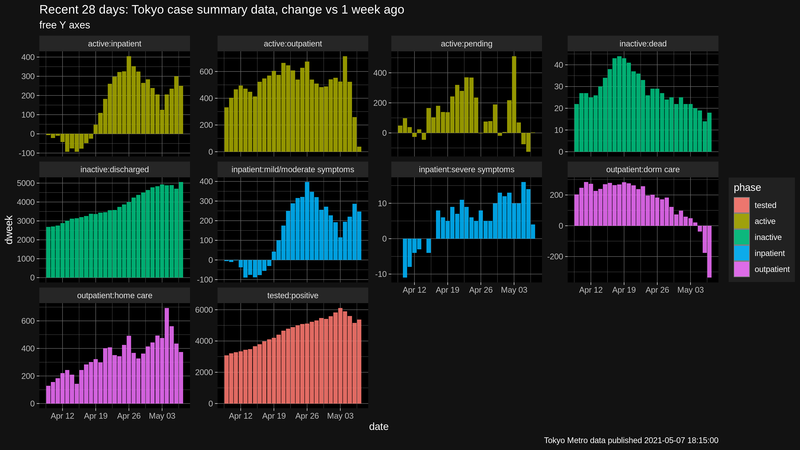 Recent 28 days: Tokyo case summary data, change vs 1 week ago
free Y axes
active:inpatient
active:outpatient
active:pending
inactive:dead
400
300
200
100
0
-100
600
400
200
0
400
200
0
40
30
20
10
0
inactive:discharged
inpatient:mild/moderate symptoms
inpatient:severe symptoms
outpatient:dorm care
5000
4000
3000
2000
1000
0
400
300
200
100
0
-100
10
0
-10
200
0
-200
Apr 12 Apr 19 Apr 26 May 03
Apr 12 Apr 19 Apr 26 May 03
outpatient:home care
tested:positive
600
400
200
0
6000
4000
2000
0
Apr 12 Apr 19 Apr 26 May 03
Apr 12 Apr 19 Apr 26 May 03
dweek
date
phase
tested
active
inactive
inpatient
outpatient
Tokyo Metro data published 2021-05-07 18:15:00